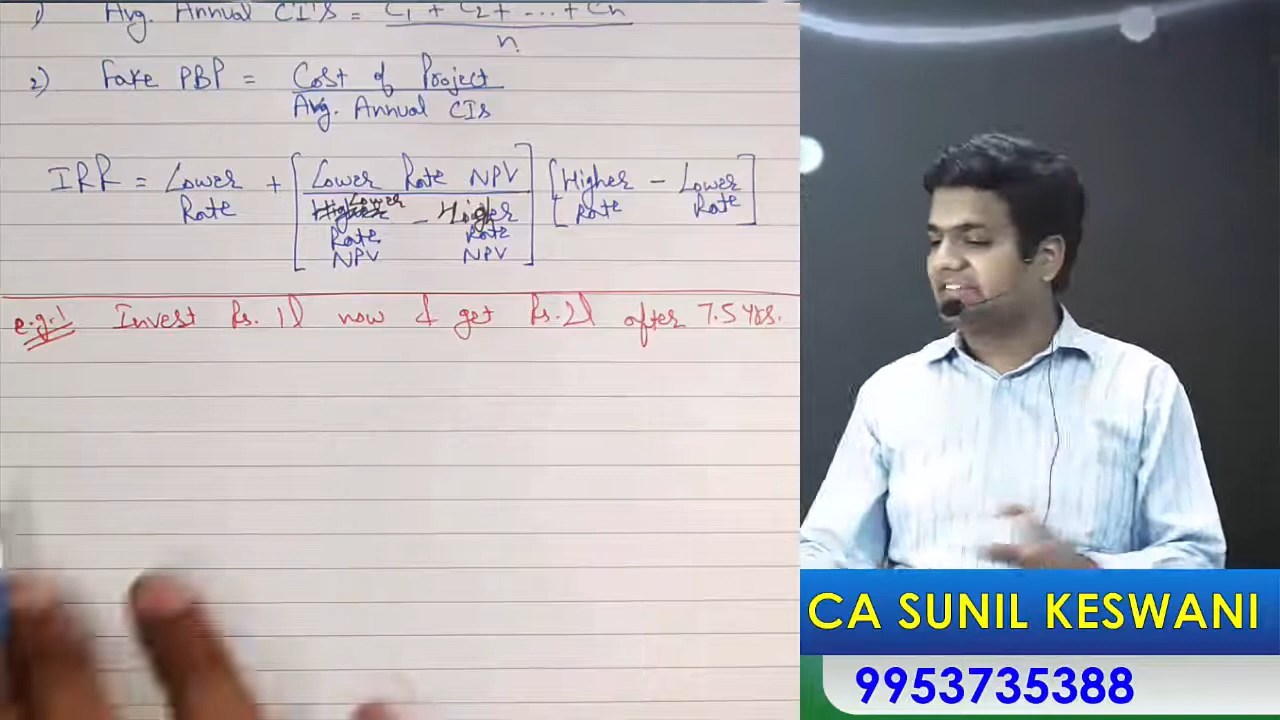 1) Avg. Annual CI's = C1 + C2 + ... + Cn
n
2) Fake PBP = Cost of Project
Avg. Annual CIs
IRR = Lower Rate + [Lower Rate NPV
Lower Rate NPV - Higher Rate NPV] [Higher Rate - Lower Rate]
e.g.1 Invest Rs. 1l now & get Rs. 2l after 7.5 yrs.
CA SUNIL KESWANI
9953735388